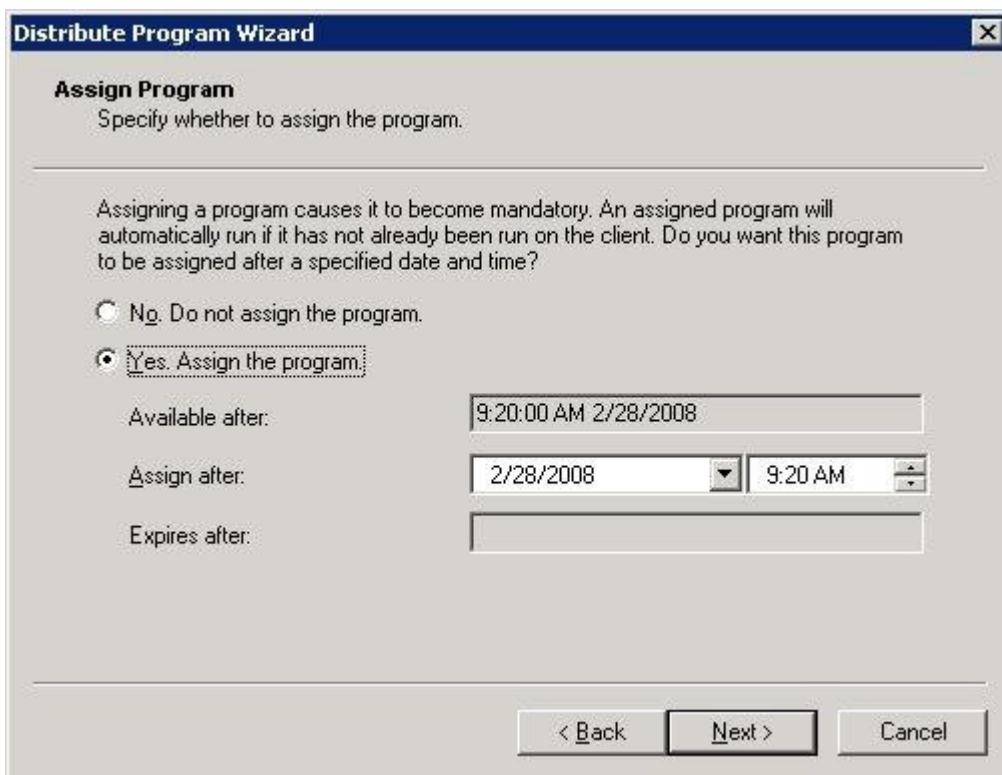 Distribute Program Wizard
Assign Program
Specify whether to assign the program.
Assigning a program causes it to become mandatory. An assigned program will
automatically run if it has not already been run on the client. Do you want this program
to be assigned after a specified date and time?
No. Do not assign the program.
Yes. Assign the program.
Available after: 9:20:00 AM 2/28/2008
Assign after: 2/28/2008 9:20 AM
Expires after:
< Back Next > Cancel